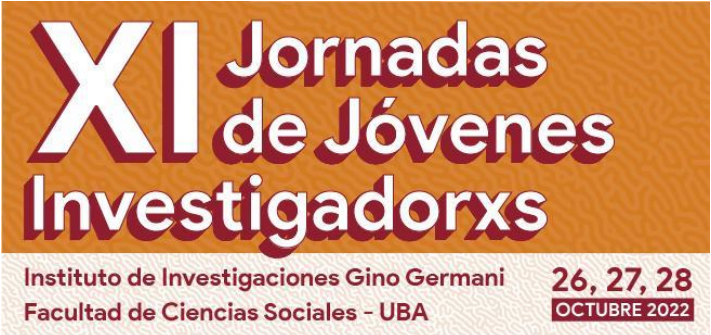 XI Jornadas
de Jóvenes
Investigadorxs
Instituto de Investigaciones Gino Germani
Facultad de Ciencias Sociales - UBA
26, 27, 28
OCTUBRE 2022